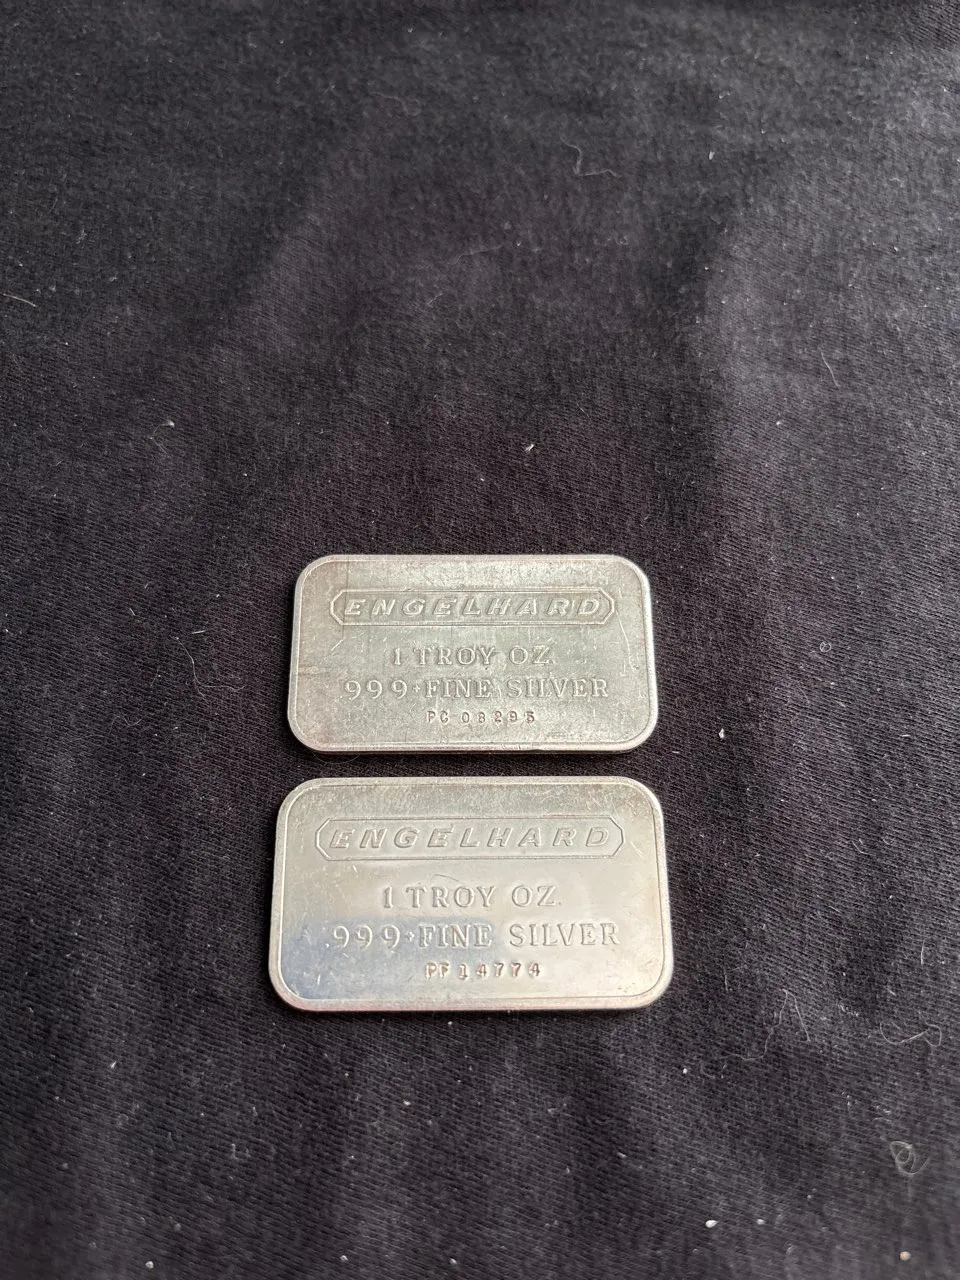 ENGELHARD
1 TROY OZ.
999+ FINE SILVER
PC 08295
ENGELHARD
1 TROY OZ.
999+ FINE SILVER
PF 14774